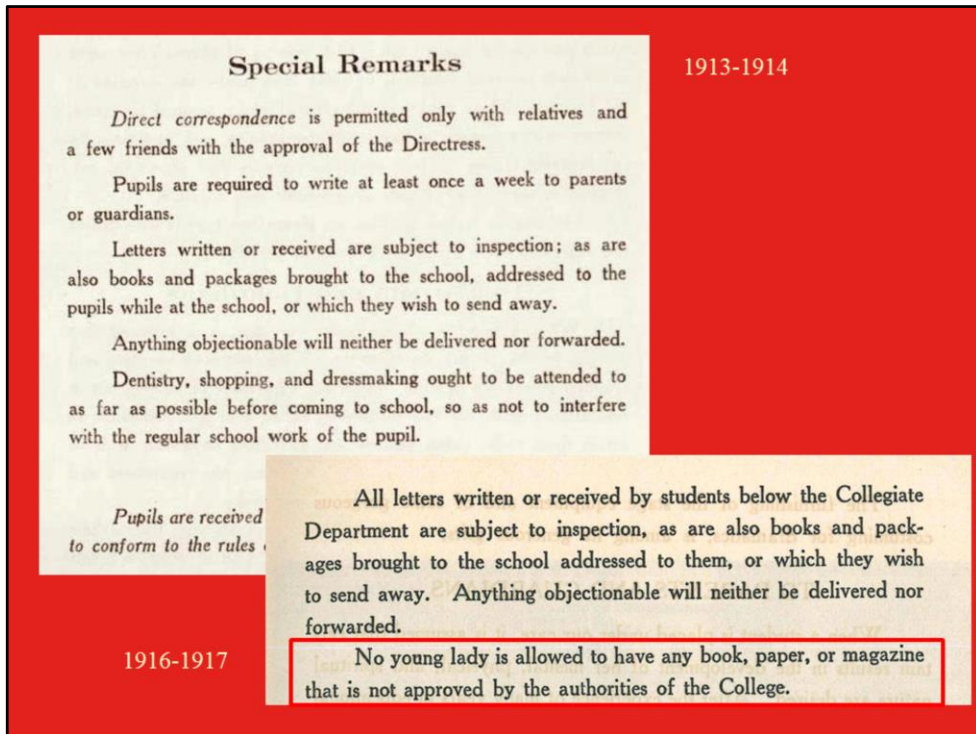 Special Remarks
1913-1914
Direct correspondence is permitted only with relatives and
a few friends with the approval of the Directress.
Pupils are required to write at least once a week to parents
or guardians.
Letters written or received are subject to inspection; as are
also books and packages brought to the school, addressed to the
pupils while at the school, or which they wish to send away.
Anything objectionable will neither be delivered nor forwarded.
Dentistry, shopping, and dressmaking ought to be attended to
as far as possible before coming to school, so as not to interfere
with the regular school work of the pupil.
Pupils are received
to conform to the rules
All letters written or received by students below the Collegiate
Department are subject to inspection, as are also books and pack-
ages brought to the school addressed to them, or which they wish
to send away. Anything objectionable will neither be delivered nor
forwarded.
No young lady is allowed to have any book, paper, or magazine
that is not approved by the authorities of the College.
1916-1917